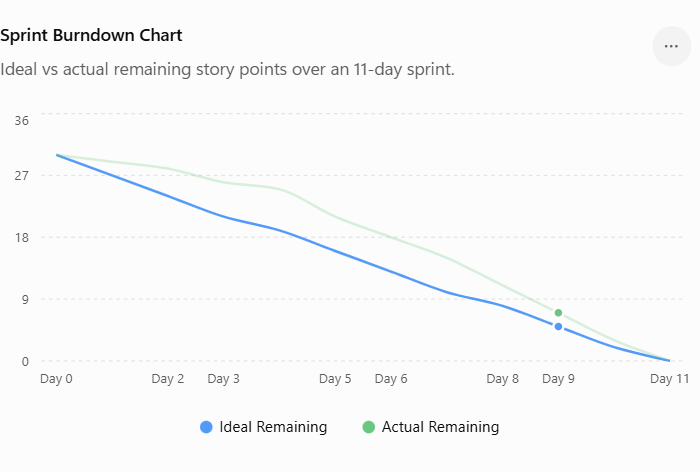 Sprint Burndown Chart
...
Ideal vs actual remaining story points over an 11-day sprint.
36
27
18
9
0
Day 0 Day 2 Day 3 Day 5 Day 6 Day 8 Day 9 Day 11
Ideal Remaining Actual Remaining